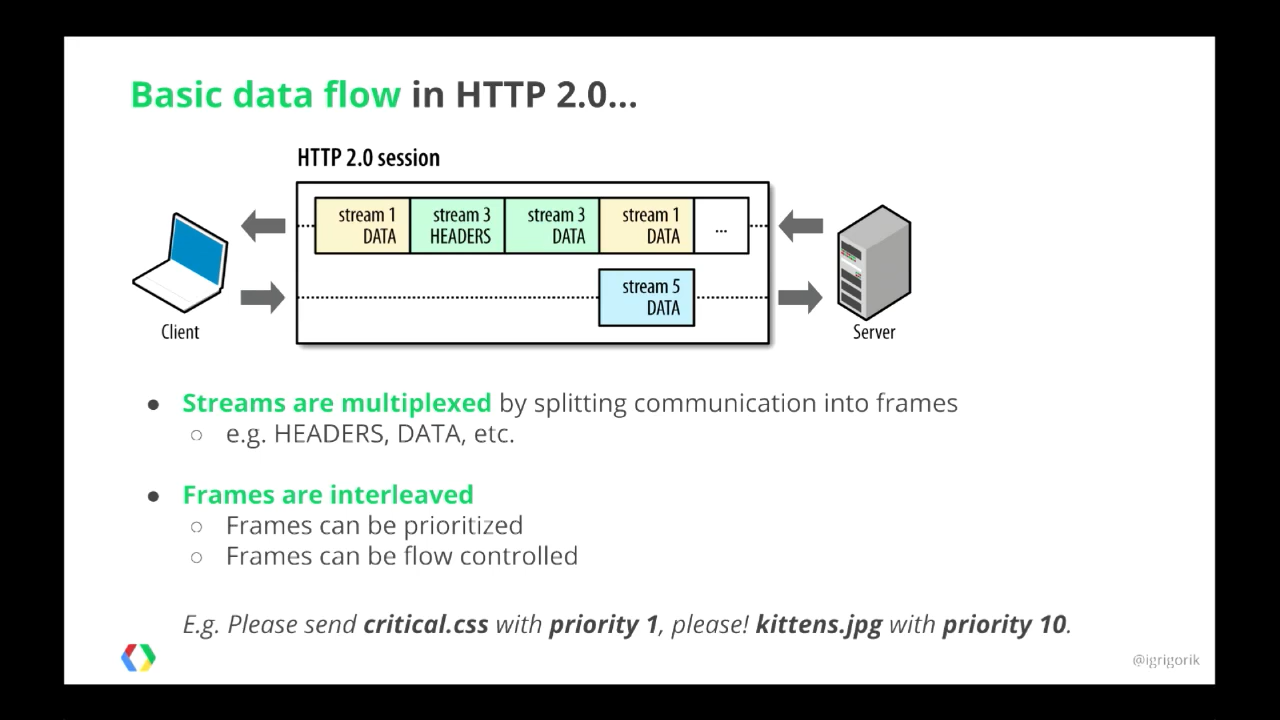 Basic data flow in HTTP 2.0...
HTTP 2.0 session
stream 1
DATA
stream 3
HEADERS
stream 3
DATA
stream 1
DATA
...
stream 5
DATA
Client
Server
● Streams are multiplexed by splitting communication into frames
○ e.g. HEADERS, DATA, etc.
● Frames are interleaved
○ Frames can be prioritized
○ Frames can be flow controlled
E.g. Please send critical.css with priority 1, please! kittens.jpg with priority 10.
@igrigorik